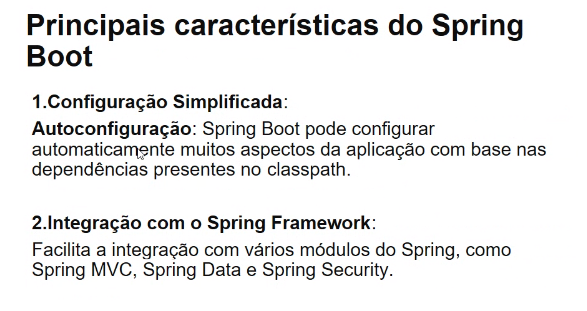 Principais características do Spring
Boot
1.Configuração Simplificada:
Autoconfiguração: Spring Boot pode configurar
automaticamente muitos aspectos da aplicação com base nas
dependências presentes no classpath.
2.Integração com o Spring Framework:
Facilita a integração com vários módulos do Spring, como
Spring MVC, Spring Data e Spring Security.